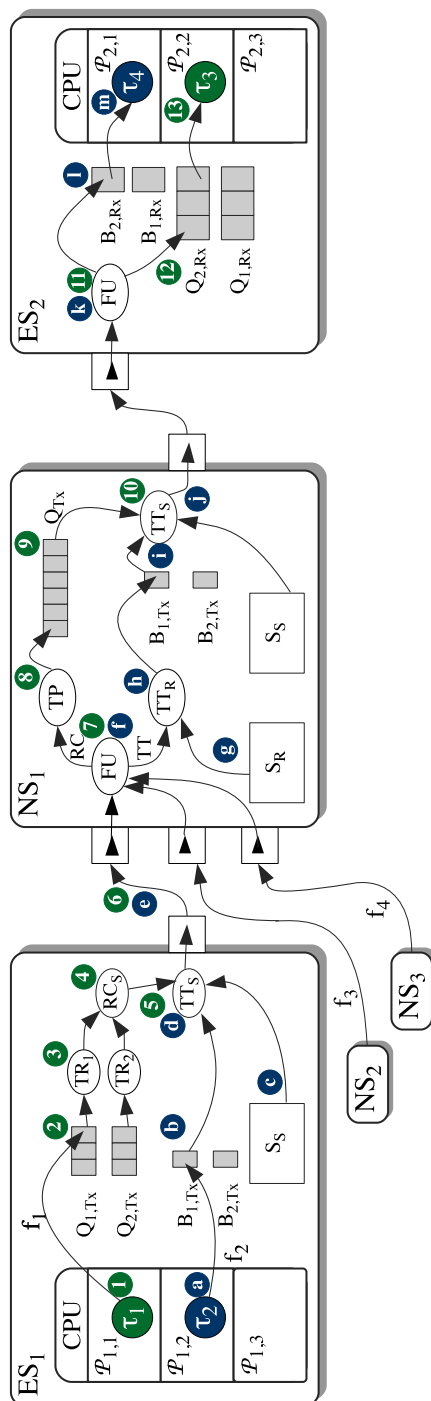 ES1
CPU
𝒫1,1
τ1
1
𝒫1,2
τ2
a
𝒫1,3
f1
f2
2
Q1,Tx
Q2,Tx
b
B1,Tx
B2,Tx
c
SS
3
TR1
TR2
4
RCS
5
d
TTS
6
e
NS2
f3
NS3
f4
NS1
7
f
FU
RC
TT
8
TP
9
QTx
h
TTR
g
SR
i
B1,Tx
B2,Tx
SS
10
TTS
j
ES2
k
11
FU
l
B2,Rx
B1,Rx
12
Q2,Rx
Q1,Rx
CPU
𝒫2,1
m
τ4
𝒫2,2
13
τ3
𝒫2,3